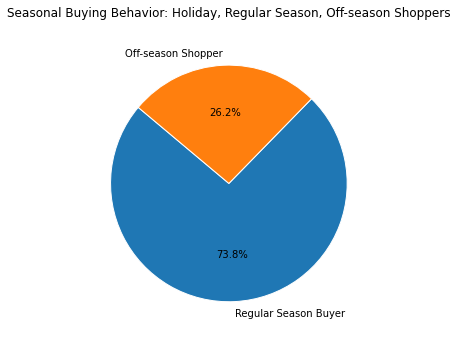 Seasonal Buying Behavior: Holiday, Regular Season, Off-season Shoppers
Off-season Shopper
26.2%
73.8%
Regular Season Buyer